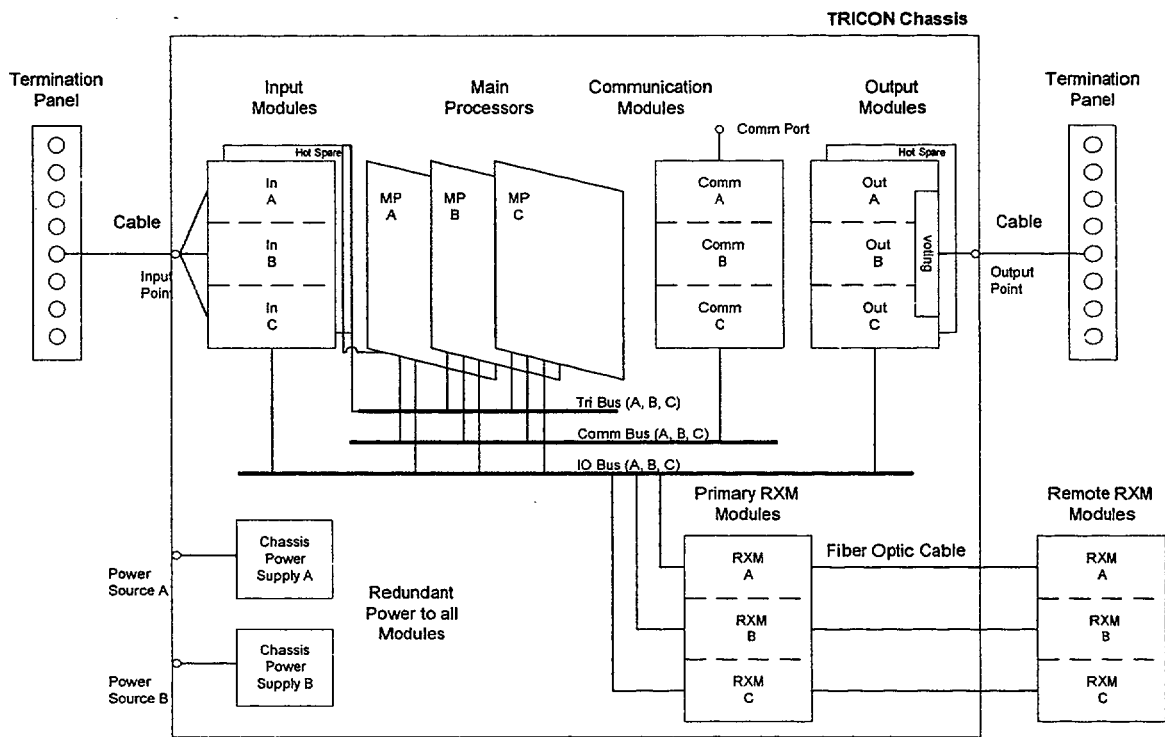 TRICON Chassis
Termination
Panel
Input
Modules
Main
Processors
Communication
Modules
Output
Modules
Termination
Panel
Comm Port
Hot Spare
Hot Spare
In
A
In
B
In
C
MP
A
MP
B
MP
C
Comm
A
Comm
B
Comm
C
Out
A
Out
B
Out
C
voting
Cable
Input
Point
Cable
Output
Point
Tri Bus (A, B, C)
Comm Bus (A, B, C)
IO Bus (A, B, C)
Primary RXM
Modules
Remote RXM
Modules
Chassis
Power
Supply A
Power
Source A
Redundant
Power to all
Modules
Chassis
Power
Supply B
Power
Source B
RXM
A
RXM
B
RXM
C
Fiber Optic Cable
RXM
A
RXM
B
RXM
C